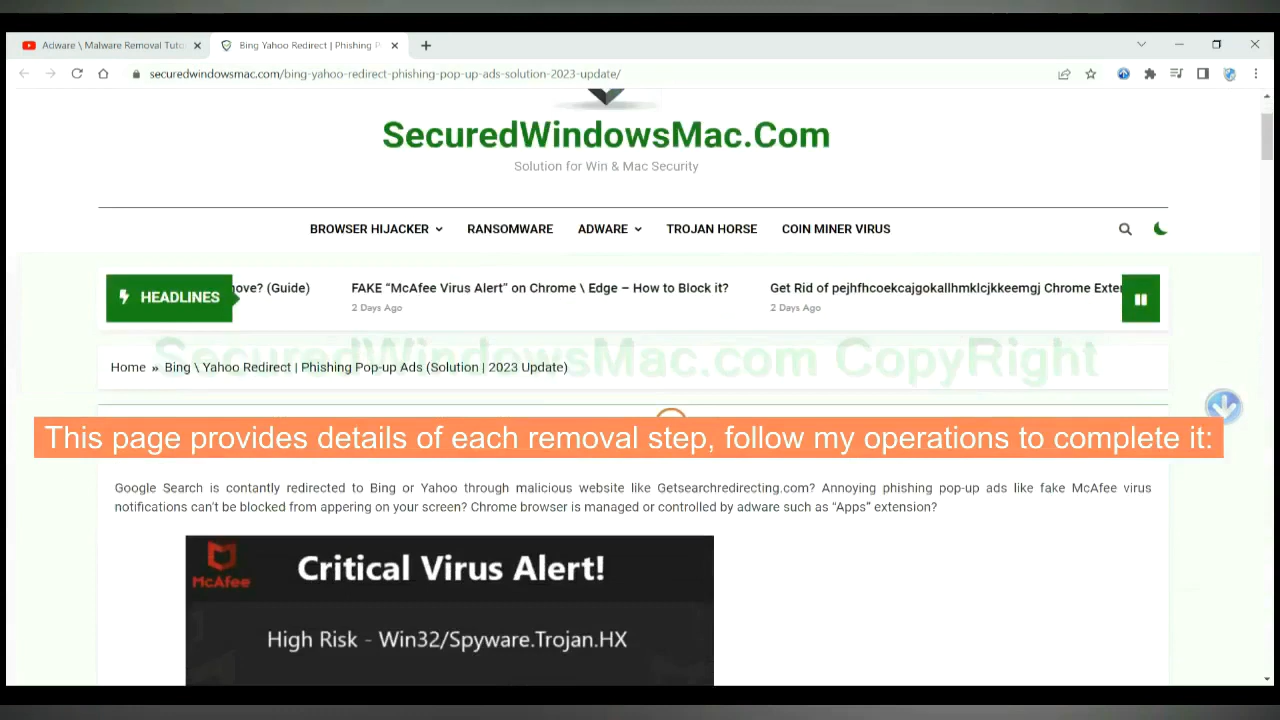 Adware \ Malware Removal Tuto
Bing Yahoo Redirect | Phishing P
securedwindowsmac.com/bing-yahoo-redirect-phishing-pop-up-ads-solution-2023-update/
SecuredWindowsMac.Com
Solution for Win & Mac Security
BROWSER HIJACKER RANSOMWARE ADWARE TROJAN HORSE COIN MINER VIRUS
HEADLINES
ove? (Guide)
FAKE “McAfee Virus Alert” on Chrome \ Edge – How to Block it?
2 Days Ago
Get Rid of pejhfhcoekcajgokallhmklcjkkeemgj Chrome Exte
2 Days Ago
SecuredWindowsMac.com CopyRight
Home » Bing \ Yahoo Redirect | Phishing Pop-up Ads (Solution | 2023 Update)
This page provides details of each removal step, follow my operations to complete it:
Google Search is contantly redirected to Bing or Yahoo through malicious website like Getsearchredirecting.com? Annoying phishing pop-up ads like fake McAfee virus
notifications can’t be blocked from appering on your screen? Chrome browser is managed or controlled by adware such as “Apps” extension?
McAfee
Critical Virus Alert!
High Risk - Win32/Spyware.Trojan.HX